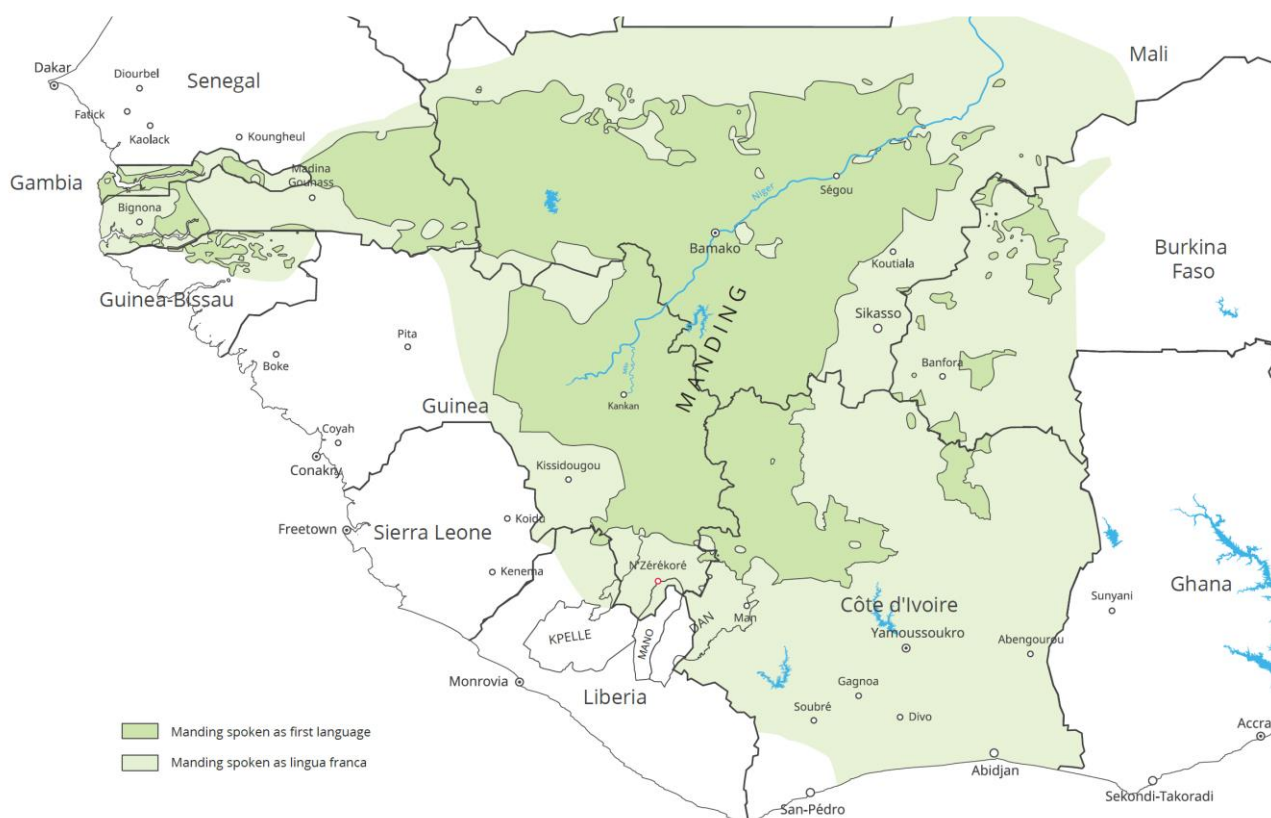 Mali
Dakar
Diourbel
Senegal
Fatick
Kaolack
Koungheul
Gambia
Madina
Gounass
Bignona
Niger
Ségou
Bamako
Koutiala
Burkina
Faso
Guinea-Bissau
MANDING
Sikasso
Pita
Boke
Banfora
Guinea
Kankan
Coyah
Conakry
Kissidougou
Freetown
Sierra Leone
Koidu
Kenema
N'Zérékoré
Côte d'Ivoire
Ghana
Sunyani
KPELLE
MANO
DAN
Man
Yamoussoukro
Abengourou
Monrovia
Liberia
Gagnoa
Soubré
Divo
Manding spoken as first language
Manding spoken as lingua franca
Accra
Abidjan
San-Pédro
Sekondi-Takoradi